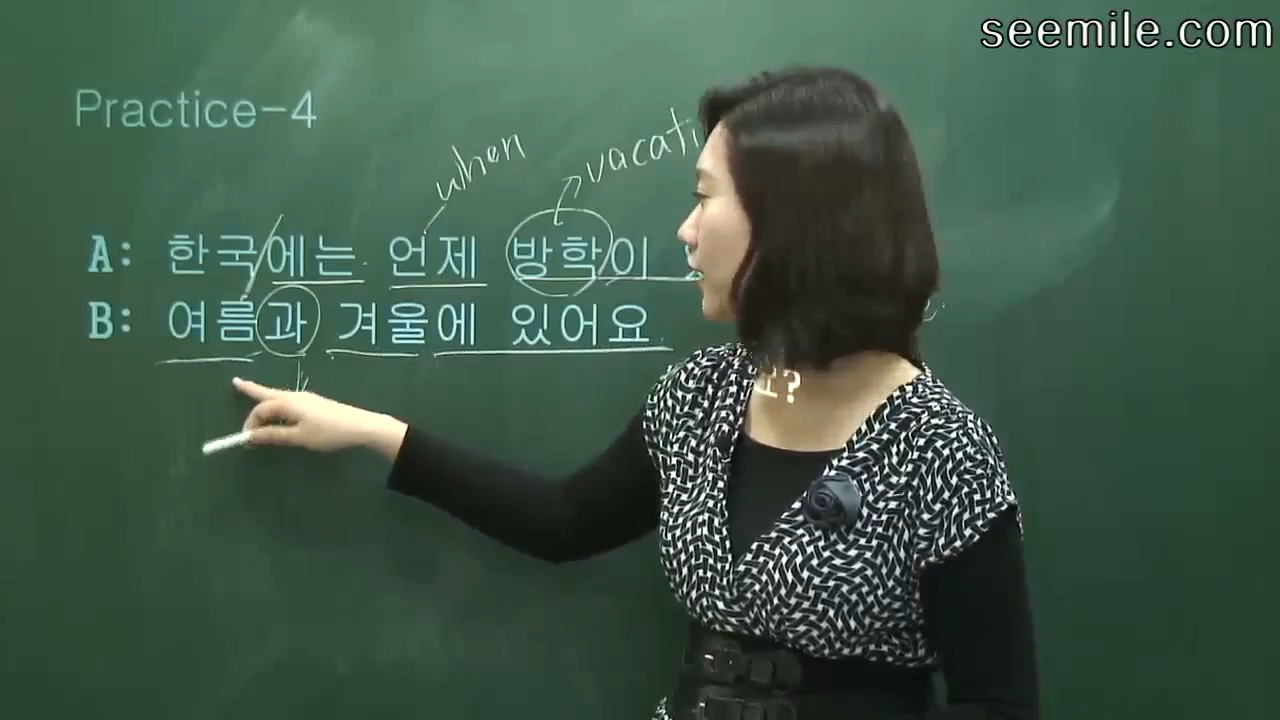 seemile.com
Practice-4
when
vacati
A: 한국에는 언제 방학이
B: 여름과 겨울에 있어요.
요?